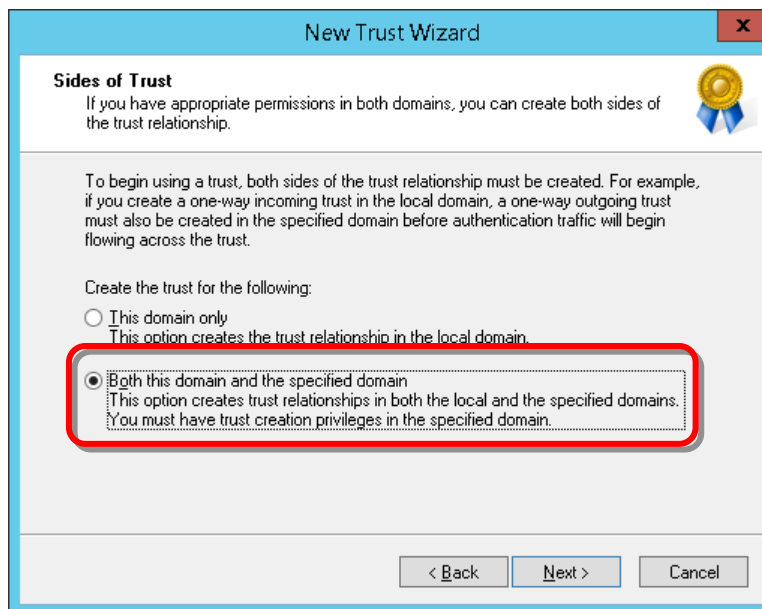 New Trust Wizard
x
Sides of Trust
If you have appropriate permissions in both domains, you can create both sides of
the trust relationship.
To begin using a trust, both sides of the trust relationship must be created. For example,
if you create a one-way incoming trust in the local domain, a one-way outgoing trust
must also be created in the specified domain before authentication traffic will begin
flowing across the trust.
Create the trust for the following:
This domain only
This option creates the trust relationship in the local domain.
Both this domain and the specified domain
This option creates trust relationships in both the local and the specified domains.
You must have trust creation privileges in the specified domain.
< Back Next > Cancel